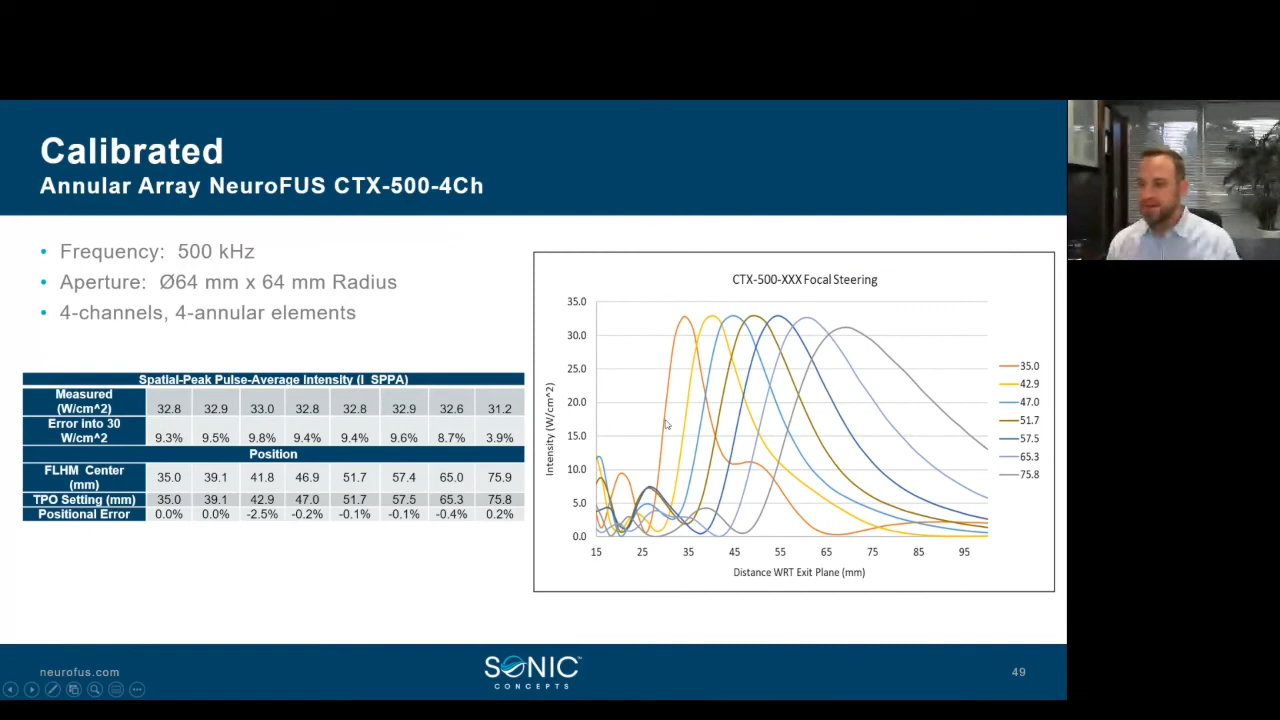 Calibrated
Annular Array NeuroFUS CTX-500-4Ch
• Frequency: 500 kHz
• Aperture: Ø64 mm x 64 mm Radius
• 4-channels, 4-annular elements
Spatial-Peak Pulse-Average Intensity (I_SPPA)
Measured
(W/cm^2) 32.8 32.9 33.0 32.8 32.8 32.9 32.6 31.2
Error into 30
W/cm^2 9.3% 9.5% 9.8% 9.4% 9.4% 9.6% 8.7% 3.9%
Position
FLHM Center
(mm) 35.0 39.1 41.8 46.9 51.7 57.4 65.0 75.9
TPO Setting (mm) 35.0 39.1 42.9 47.0 51.7 57.5 65.3 75.8
Positional Error 0.0% 0.0% -2.5% -0.2% -0.1% -0.1% -0.4% 0.2%
CTX-500-XXX Focal Steering
Intensity (W/cm^2)
35.0
30.0
25.0
20.0
15.0
10.0
5.0
0.0
15 25 35 45 55 65 75 85 95
Distance WRT Exit Plane (mm)
35.0
42.9
47.0
51.7
57.5
65.3
75.8
neurofus.com
SONIC™
CONCEPTS
49